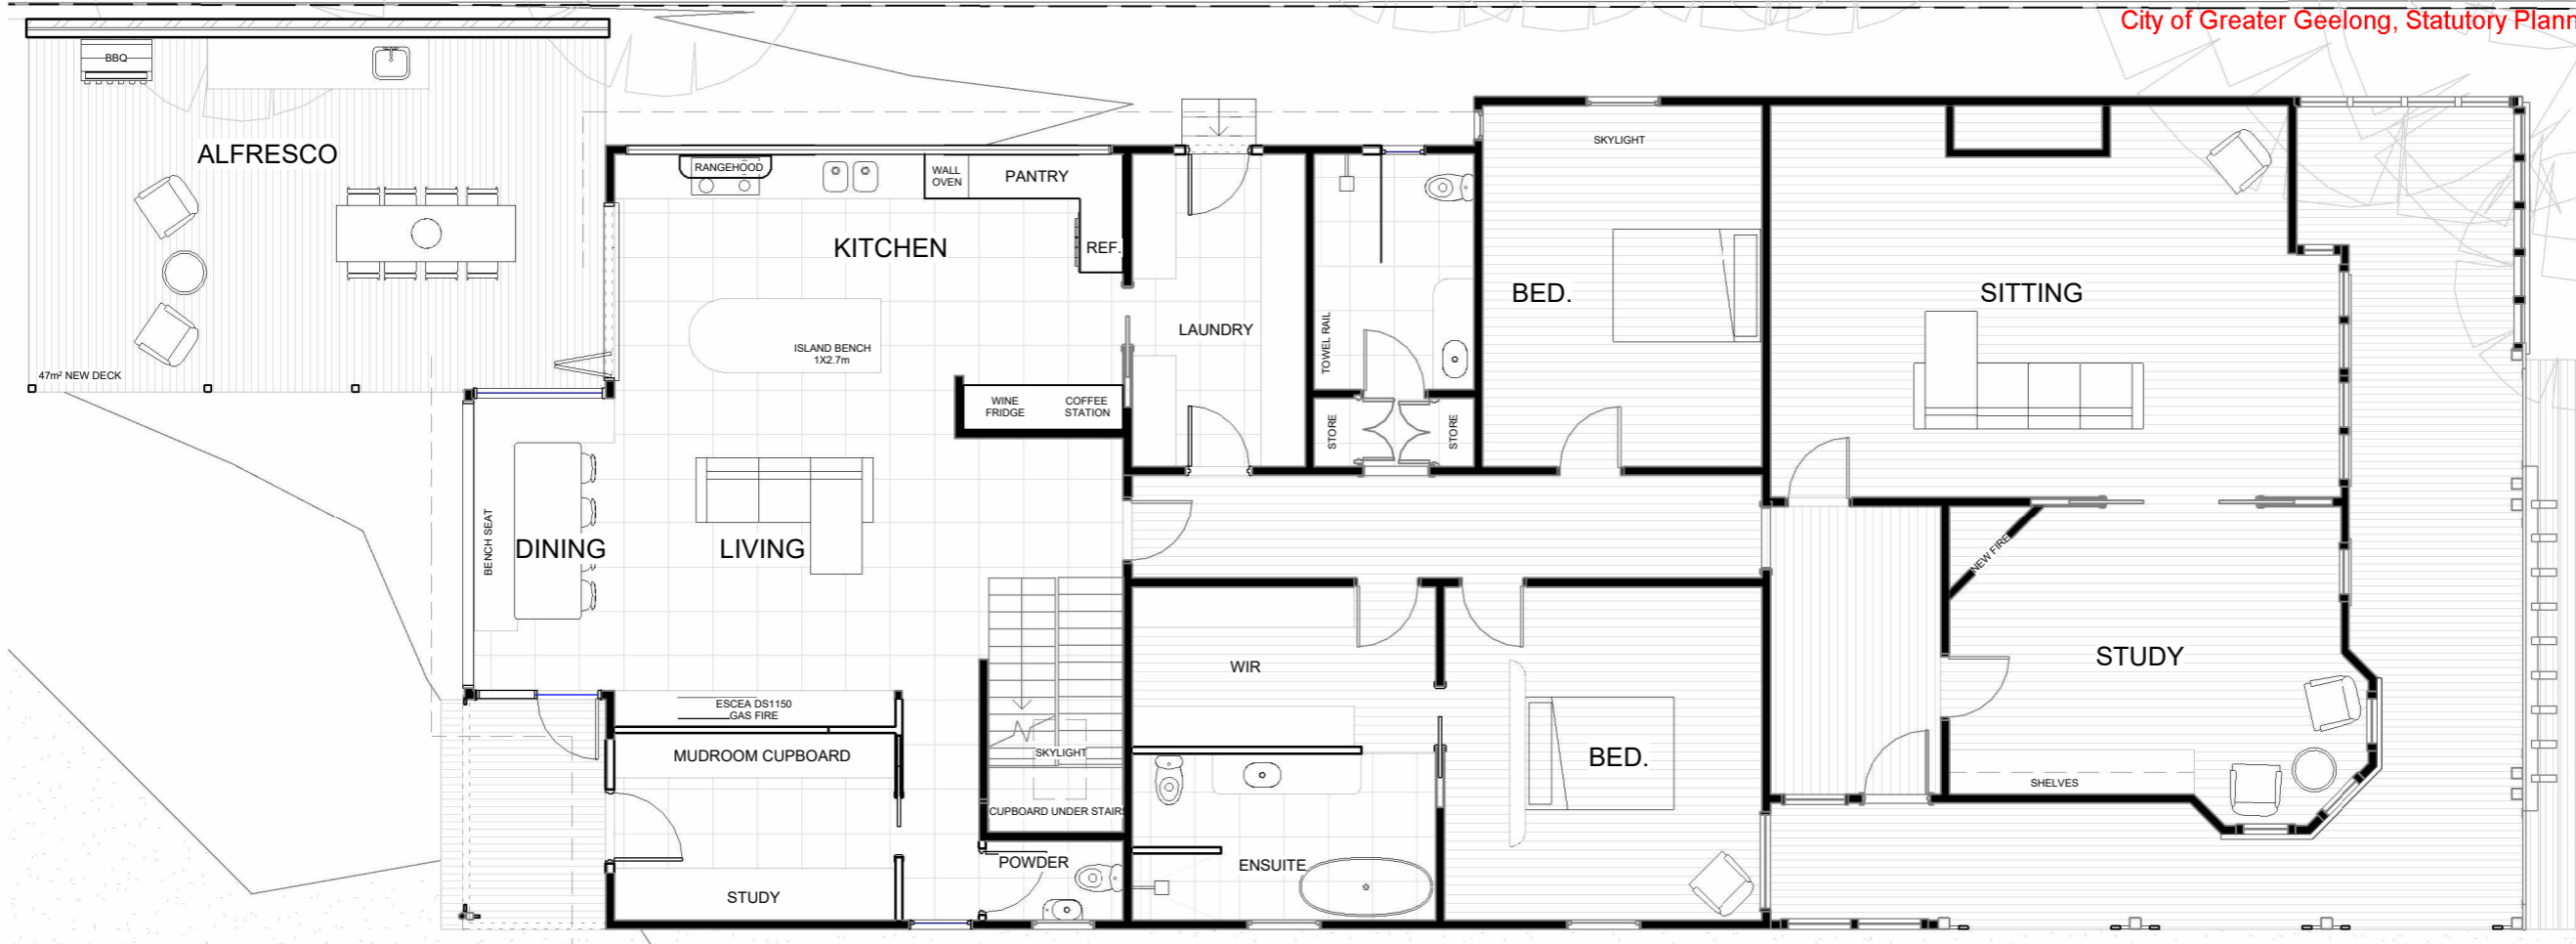 City of Greater Geelong, Statutory Plann
BBQ
ALFRESCO
47m² NEW DECK
RANGEHOOD
WALL
OVEN
PANTRY
KITCHEN
REF.
ISLAND BENCH
1X2.7m
WINE
FRIDGE
COFFEE
STATION
LAUNDRY
TOWEL RAIL
STORE
STORE
SKYLIGHT
BED.
SITTING
BENCH SEAT
DINING
LIVING
NEW FIRE
STUDY
SHELVES
WIR
BED.
ESCEA DS1150
GAS FIRE
MUDROOM CUPBOARD
STUDY
SKYLIGHT
CUPBOARD UNDER STAIRS
POWDER
ENSUITE